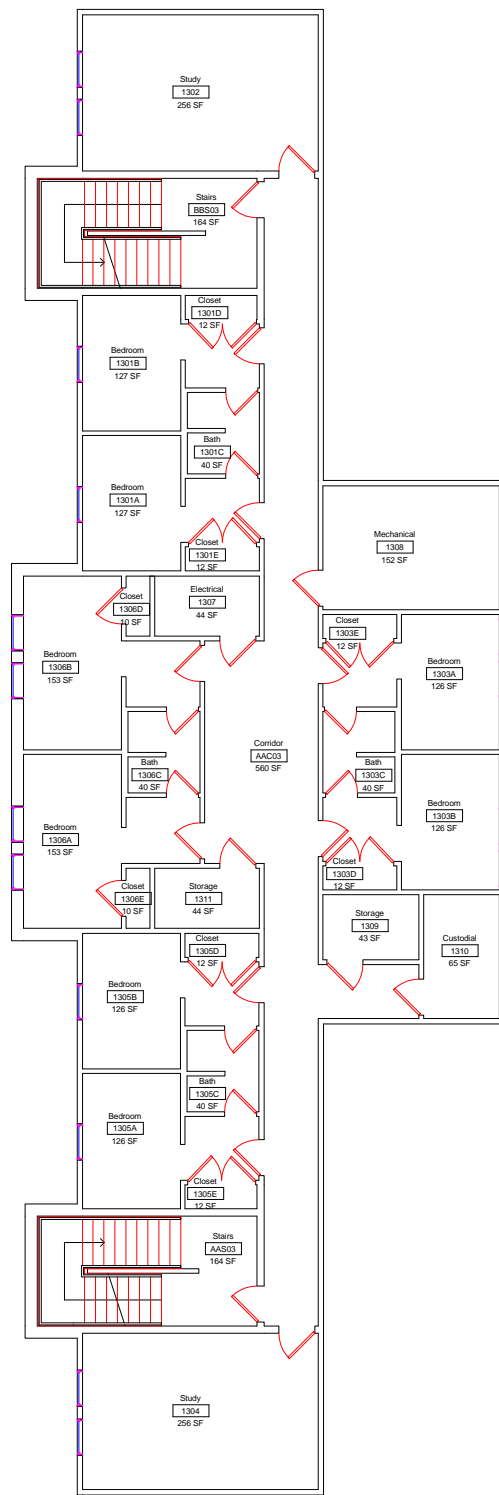 Study
1302
256 SF
Stairs
BBS03
164 SF
Closet
1301D
12 SF
Bedroom
1301B
127 SF
Bath
1301C
40 SF
Bedroom
1301A
127 SF
Closet
1301E
12 SF
Mechanical
1308
152 SF
Closet
1306D
10 SF
Electrical
1307
44 SF
Closet
1303E
12 SF
Bedroom
1306B
153 SF
Bedroom
1303A
126 SF
Corridor
AAC03
560 SF
Bath
1306C
40 SF
Bath
1303C
40 SF
Bedroom
1306A
153 SF
Bedroom
1303B
126 SF
Closet
1303D
12 SF
Closet
1306E
10 SF
Storage
1311
44 SF
Storage
1309
43 SF
Custodial
1310
65 SF
Closet
1305D
12 SF
Bedroom
1305B
126 SF
Bath
1305C
40 SF
Bedroom
1305A
126 SF
Closet
1305E
12 SF
Stairs
AAS03
164 SF
Study
1304
256 SF